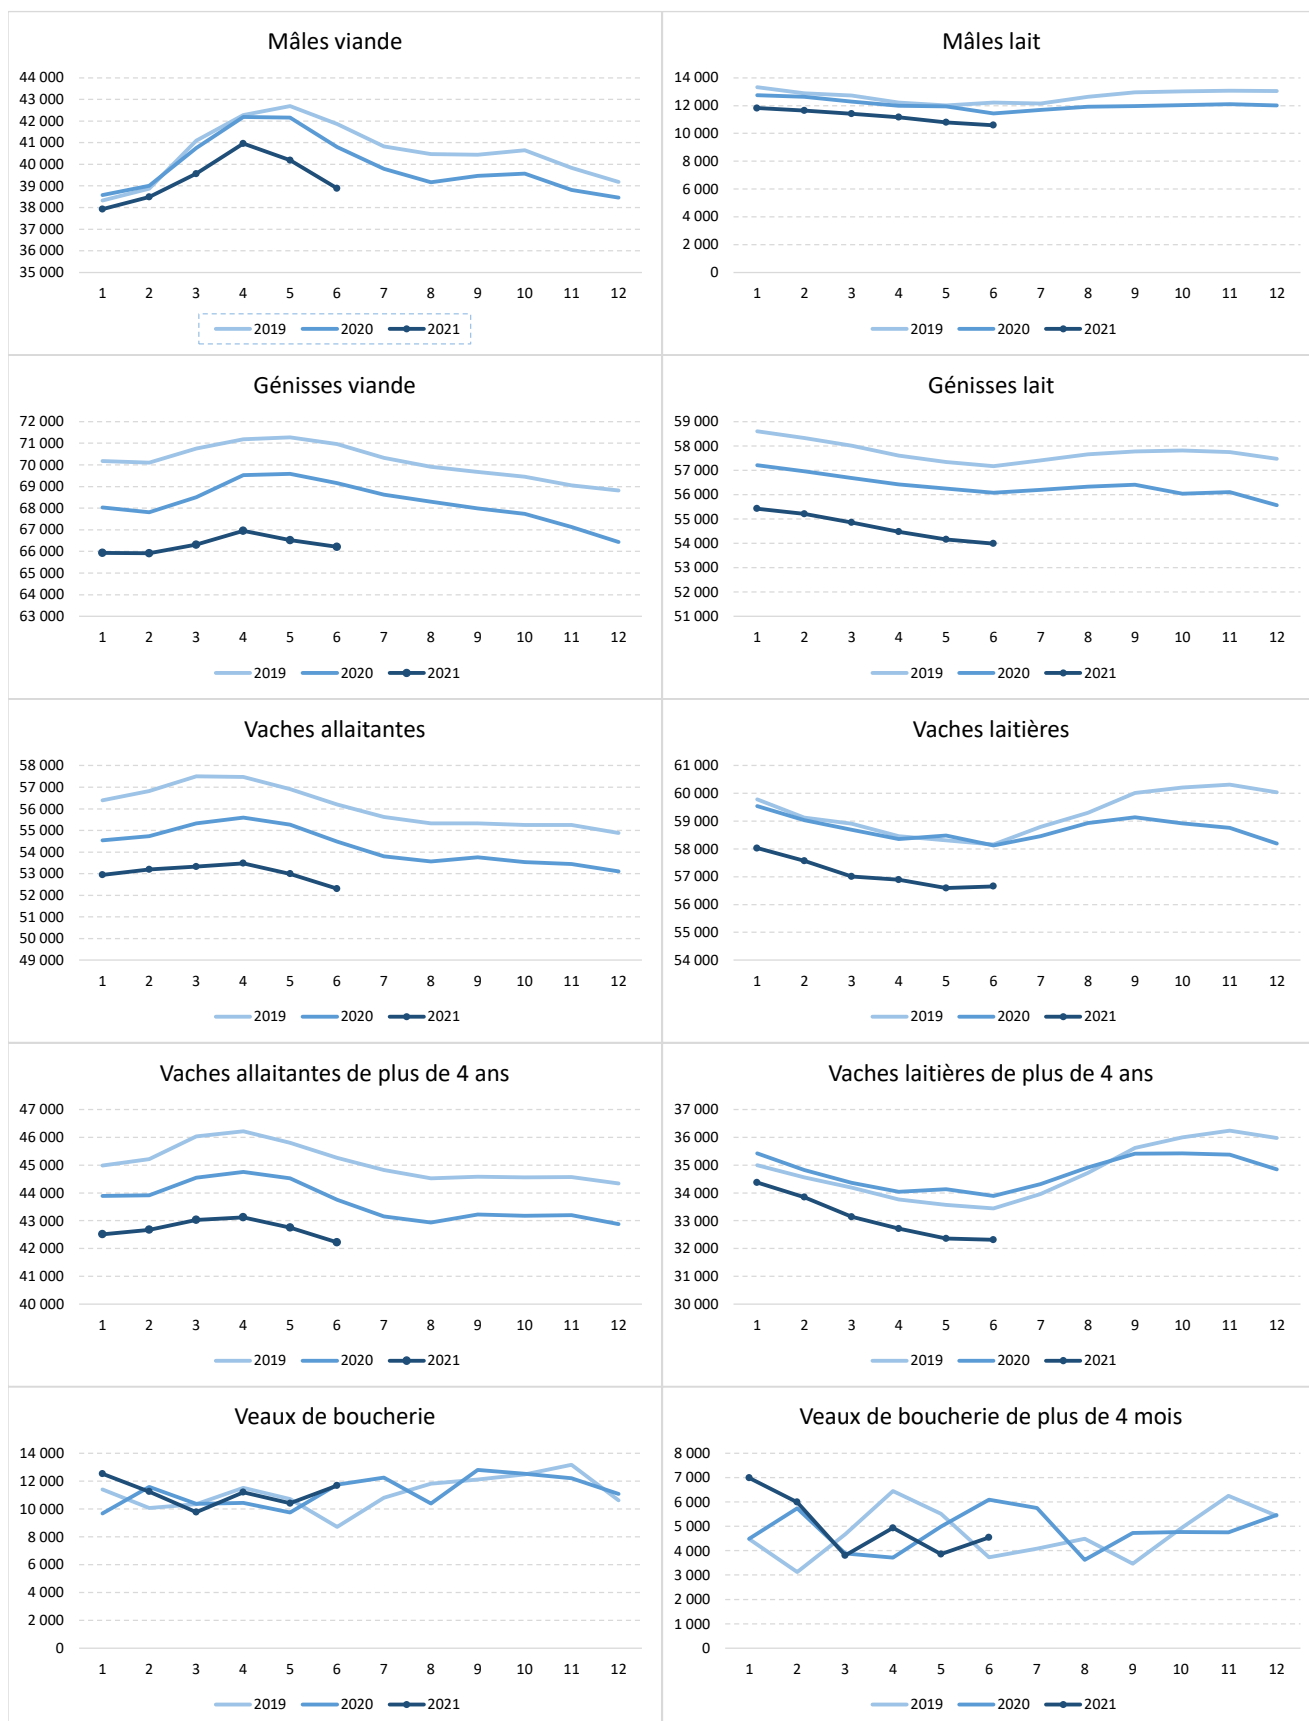 Mâles viande
44 000
43 000
42 000
41 000
40 000
39 000
38 000
37 000
36 000
35 000
1 2 3 4 5 6 7 8 9 10 11 12
2019 2020 2021
Mâles lait
14 000
12 000
10 000
8 000
6 000
4 000
2 000
0
1 2 3 4 5 6 7 8 9 10 11 12
2019 2020 2021
Génisses viande
72 000
71 000
70 000
69 000
68 000
67 000
66 000
65 000
64 000
63 000
1 2 3 4 5 6 7 8 9 10 11 12
2019 2020 2021
Génisses lait
59 000
58 000
57 000
56 000
55 000
54 000
53 000
52 000
51 000
1 2 3 4 5 6 7 8 9 10 11 12
2019 2020 2021
Vaches allaitantes
58 000
57 000
56 000
55 000
54 000
53 000
52 000
51 000
50 000
49 000
1 2 3 4 5 6 7 8 9 10 11 12
2019 2020 2021
Vaches laitières
61 000
60 000
59 000
58 000
57 000
56 000
55 000
54 000
1 2 3 4 5 6 7 8 9 10 11 12
2019 2020 2021
Vaches allaitantes de plus de 4 ans
47 000
46 000
45 000
44 000
43 000
42 000
41 000
40 000
1 2 3 4 5 6 7 8 9 10 11 12
2019 2020 2021
Vaches laitières de plus de 4 ans
37 000
36 000
35 000
34 000
33 000
32 000
31 000
30 000
1 2 3 4 5 6 7 8 9 10 11 12
2019 2020 2021
Veaux de boucherie
14 000
12 000
10 000
8 000
6 000
4 000
2 000
0
1 2 3 4 5 6 7 8 9 10 11 12
2019 2020 2021
Veaux de boucherie de plus de 4 mois
8 000
7 000
6 000
5 000
4 000
3 000
2 000
1 000
0
1 2 3 4 5 6 7 8 9 10 11 12
2019 2020 2021